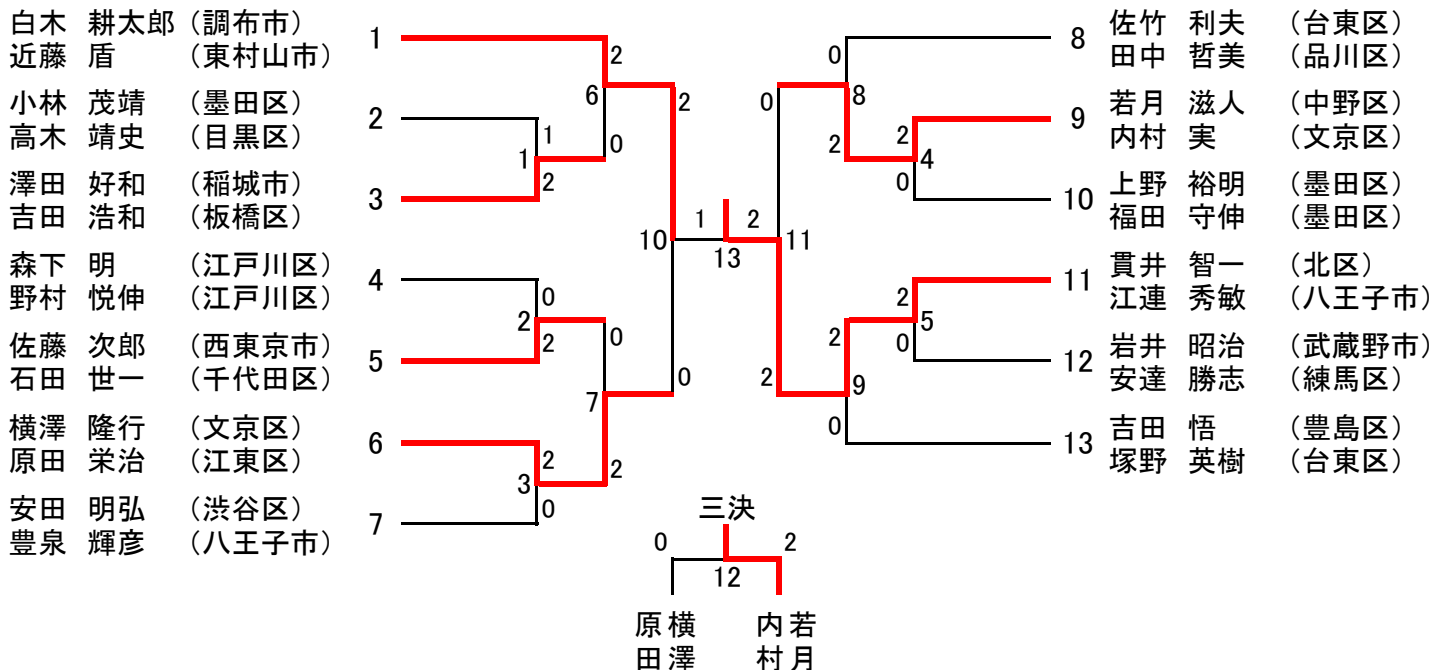 白木 耕太郎（調布市）
近藤 盾 （東村山市）
1
小林 茂靖 （墨田区）
高木 靖史 （目黒区）
2
澤田 好和 （稲城市）
吉田 浩和 （板橋区）
3
森下 明 （江戸川区）
野村 悦伸 （江戸川区）
4
佐藤 次郎 （西東京市）
石田 世一 （千代田区）
5
横澤 隆行 （文京区）
原田 栄治 （江東区）
6
安田 明弘 （渋谷区）
豊泉 輝彦 （八王子市）
7
2
6
0
1
1
2
2
10
0
0
2
2
0
7
2
2
3
0
1
2
13
0
11
2
0
8
2
2
4
0
2
9
0
2
5
0
8
佐竹 利夫 （台東区）
田中 哲美 （品川区）
9
若月 滋人 （中野区）
内村 実 （文京区）
10
上野 裕明 （墨田区）
福田 守伸 （墨田区）
11
貫井 智一 （北区）
江連 秀敏 （八王子市）
12
岩井 昭治 （武蔵野市）
安達 勝志 （練馬区）
13
吉田 悟 （豊島区）
塚野 英樹 （台東区）
三決
0
2
12
横澤
原田
若月
内村